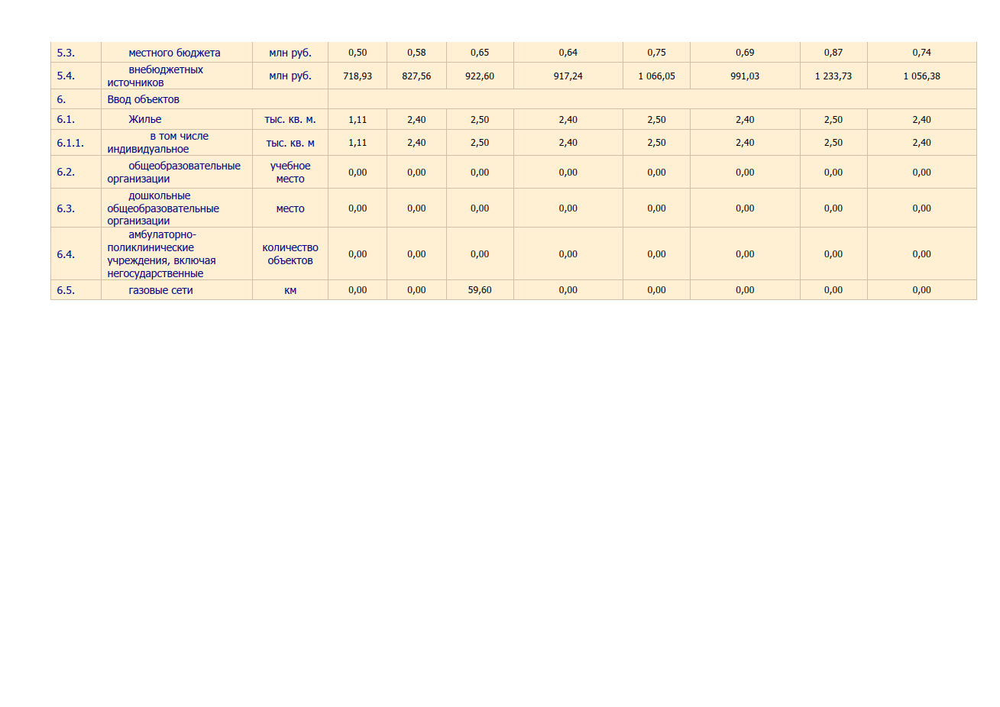 5.3. местного бюджета млн руб. 0,50 0,58 0,65 0,64 0,75 0,69 0,87 0,74
5.4. внебюджетных
источников млн руб. 718,93 827,56 922,60 917,24 1 066,05 991,03 1 233,73 1 056,38
6. Ввод объектов
6.1. Жилье тыс. кв. м. 1,11 2,40 2,50 2,40 2,50 2,40 2,50 2,40
6.1.1. в том числе
индивидуальное тыс. кв. м 1,11 2,40 2,50 2,40 2,50 2,40 2,50 2,40
6.2. общеобразовательные
организации учебное
место 0,00 0,00 0,00 0,00 0,00 0,00 0,00 0,00
6.3. дошкольные
общеобразовательные
организации место 0,00 0,00 0,00 0,00 0,00 0,00 0,00 0,00
6.4. амбулаторно-
поликлинические
учреждения, включая
негосударственные количество
объектов 0,00 0,00 0,00 0,00 0,00 0,00 0,00 0,00
6.5. газовые сети км 0,00 0,00 59,60 0,00 0,00 0,00 0,00 0,00